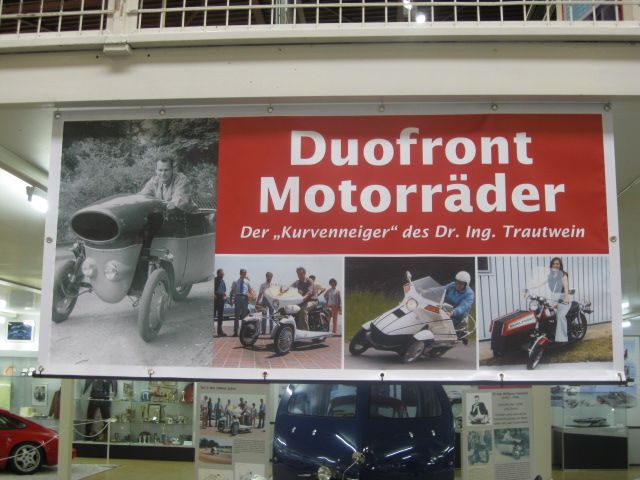 Duofront
Motorräder
Der „Kurvenneiger“ des Dr. Ing. Trautwein